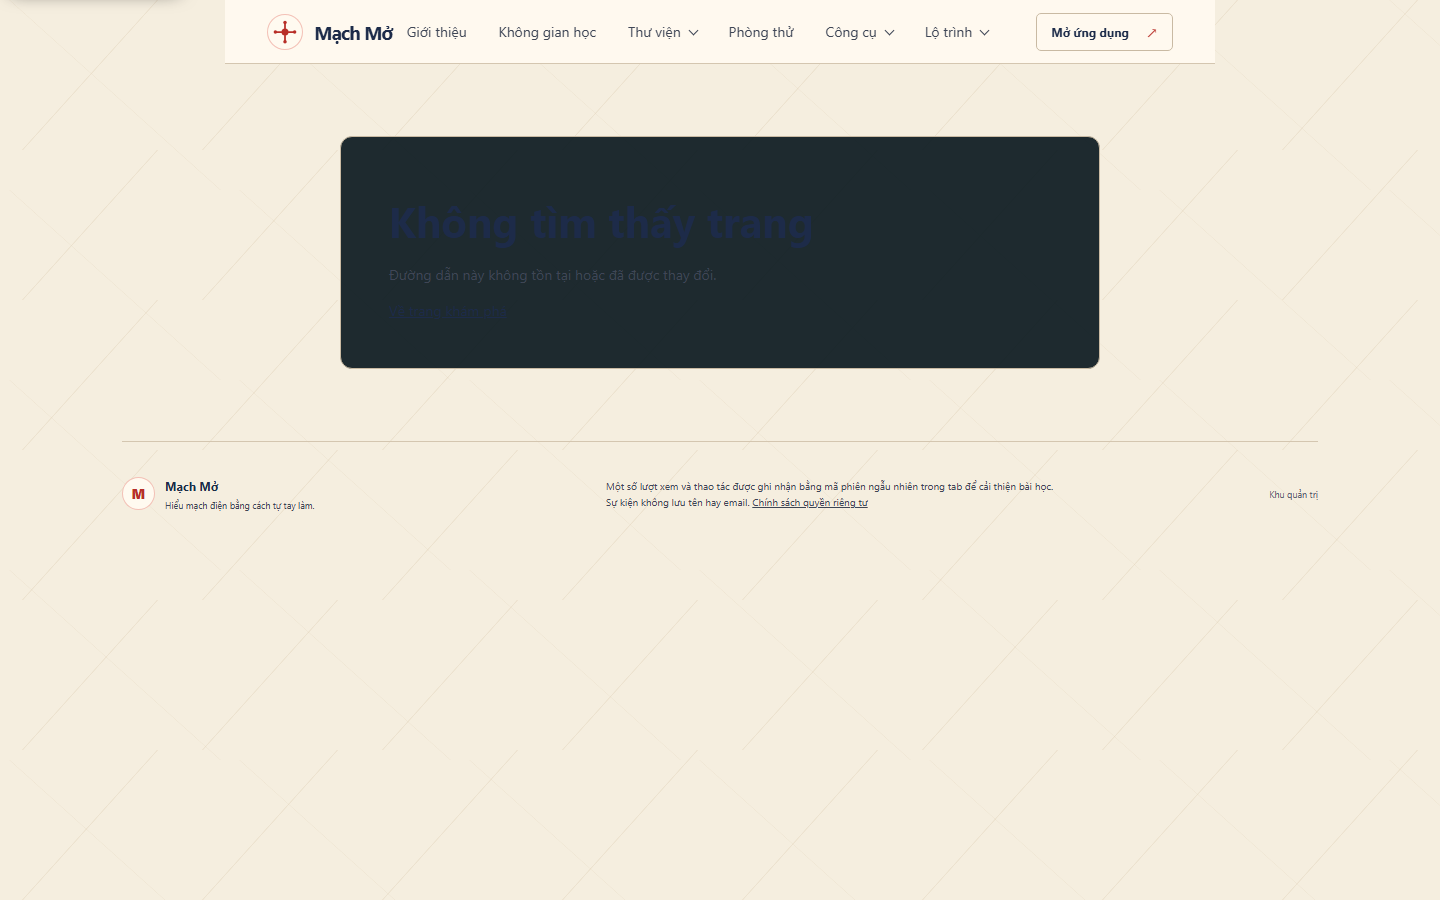 Mạch Mở
Giới thiệu
Không gian học
Thư viện
Phòng thử
Công cụ
Lộ trình
Mở ứng dụng
Không tìm thấy trang
Đường dẫn này không tồn tại hoặc đã được thay đổi.
M
Mạch Mở
Hiểu mạch điện bằng cách tự tay làm.
Một số lượt xem và thao tác được ghi nhận bằng mã phiên ngẫu nhiên trong tab để cải thiện bài học.
Sự kiện không lưu tên hay email. Chính sách quyền riêng tư
Khu quản trị